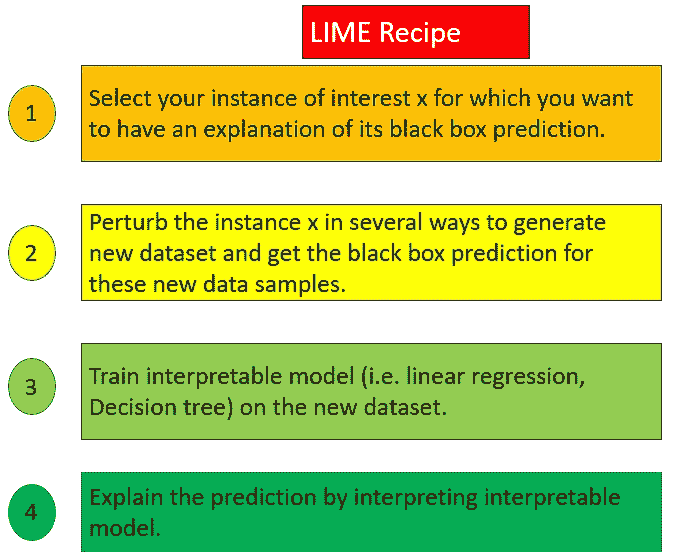 LIME Recipe
1
Select your instance of interest x for which you want
to have an explanation of its black box prediction.
2
Perturb the instance x in several ways to generate
new dataset and get the black box prediction for
these new data samples.
3
Train interpretable model (i.e. linear regression,
Decision tree) on the new dataset.
4
Explain the prediction by interpreting interpretable
model.